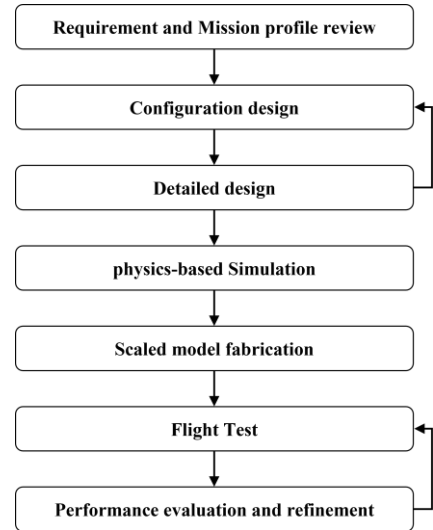 Requirement and Mission profile review
Configuration design
Detailed design
physics-based Simulation
Scaled model fabrication
Flight Test
Performance evaluation and refinement